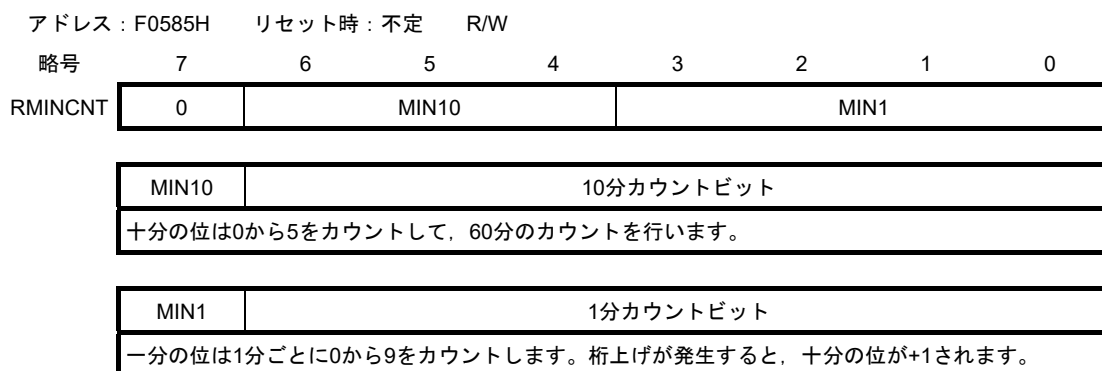 アドレス：F0585H リセット時：不定 R/W
略号 7 6 5 4 3 2 1 0
RMINCNT 0 MIN10 MIN1
MIN10 10分カウントビット
十分の位は0から5をカウントして，60分のカウントを行います。
MIN1 1分カウントビット
一分の位は1分ごとに0から9をカウントします。桁上げが発生すると，十分の位が+1されます。